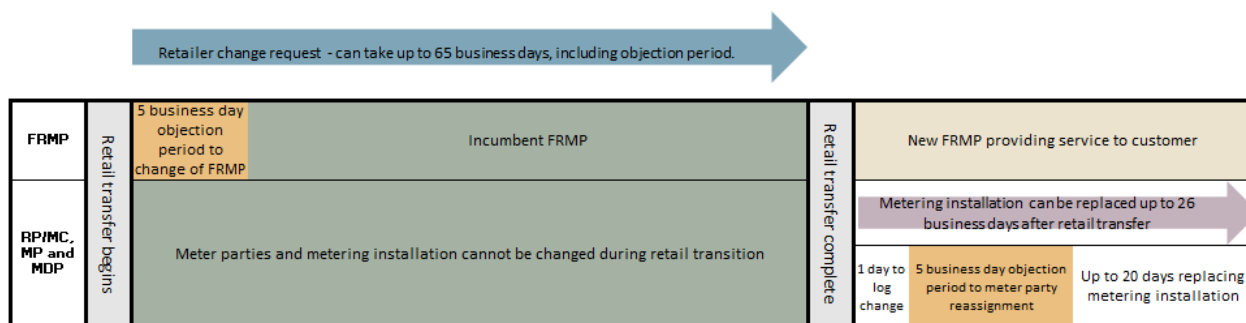 Retailer change request - can take up to 65 business days, including objection period.
FRMP
Retail transfer begins
5 business day
objection
period to
change of FRMP
Incumbent FRMP
Retail transfer complete
New FRMP providing service to customer
RP/MC,
MP and
MDP
Meter parties and metering installation cannot be changed during retail transition
Metering installation can be replaced up to 26
business days after retail transfer
1 day to
log
change
5 business day objection
period to meter party
reassignment
Up to 20 days replacing
metering installation